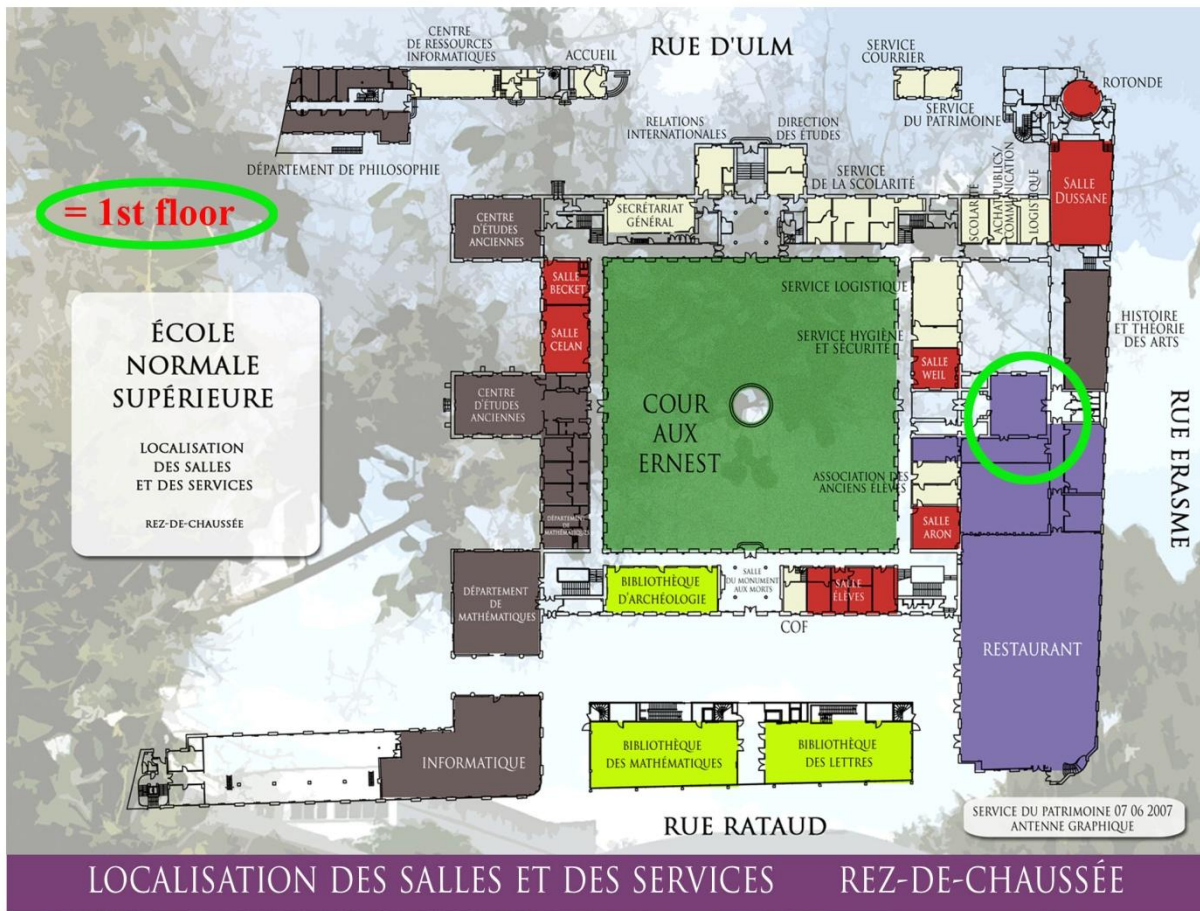 CENTRE
DE RESSOURCES
INFORMATIQUES
ACCUEIL
RUE D'ULM
SERVICE
COURRIER
SERVICE
DU PATRIMOINE
ROTONDE
RELATIONS
INTERNATIONALES
DIRECTION
DES ÉTUDES
DÉPARTEMENT DE PHILOSOPHIE
SERVICE
DE LA SCOLARITÉ
SCOLARITÉ
ACHAT PUBLICS/
COMMUNICATION
LOGISTIQUE
SALLE
DUSSANE
= 1st floor
CENTRE
D'ÉTUDES
ANCIENNES
SECRÉTARIAT
GÉNÉRAL
SALLE
BECKET
SALLE
CELAN
SERVICE LOGISTIQUE
SERVICE HYGIÈNE
ET SÉCURITÉ
SALLE
WEIL
HISTOIRE
ET THÉORIE
DES ARTS
ÉCOLE
NORMALE
SUPÉRIEURE
LOCALISATION
DES SALLES
ET DES SERVICES
REZ-DE-CHAUSSÉE
CENTRE
D'ÉTUDES
ANCIENNES
COUR
AUX
ERNEST
RUE ERASME
ASSOCIATION DES
ANCIENS ÉLÈVES
SALLE
ARON
DÉPARTEMENT
DE
MATHÉMATIQUES
DÉPARTEMENT
DE
MATHÉMATIQUES
BIBLIOTHÈQUE
D'ARCHÉOLOGIE
SALLE
DU MONUMENT
AUX MORTS
SALLE
ÉLÈVES
COF
RESTAURANT
INFORMATIQUE
BIBLIOTHÈQUE
DES MATHÉMATIQUES
BIBLIOTHÈQUE
DES LETTRES
RUE RATAUD
SERVICE DU PATRIMOINE 07 06 2007
ANTENNE GRAPHIQUE
LOCALISATION DES SALLES ET DES SERVICES REZ-DE-CHAUSSÉE